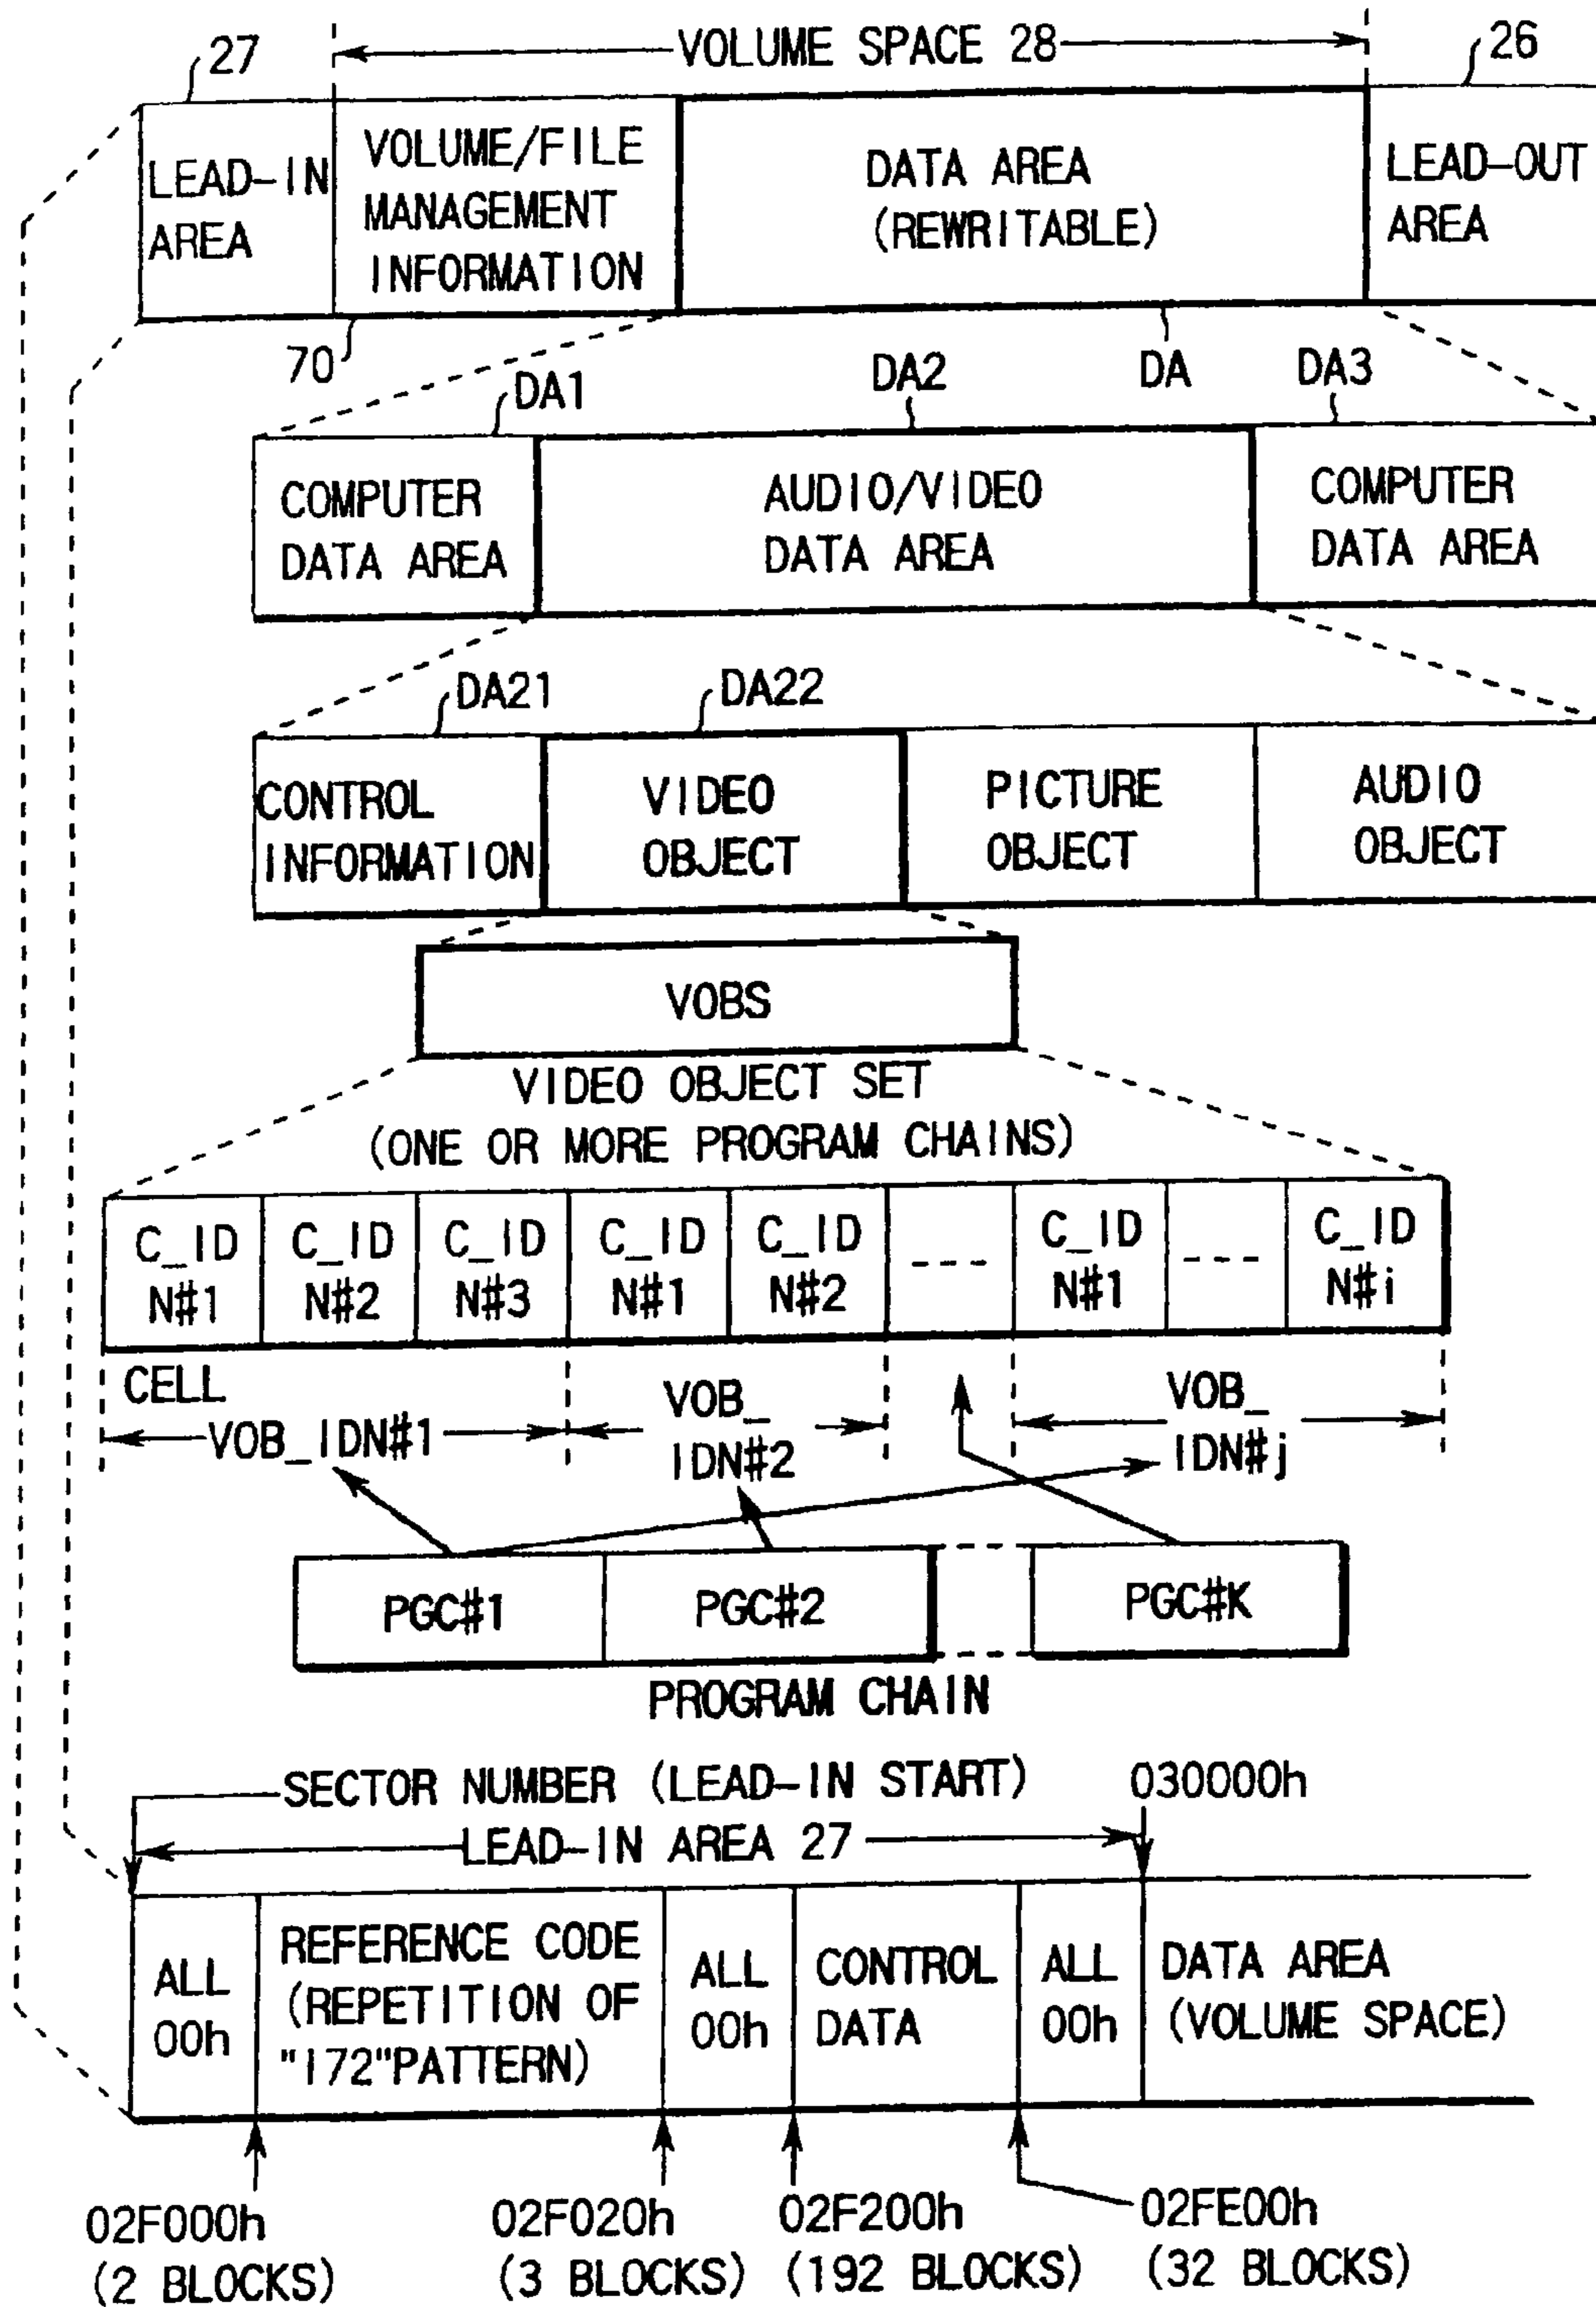 27
VOLUME SPACE 28
26
LEAD-IN
AREA
VOLUME/FILE
MANAGEMENT
INFORMATION
DATA AREA
(REWRITABLE)
LEAD-OUT
AREA
70
DA1
DA2
DA
DA3
COMPUTER
DATA AREA
AUDIO/VIDEO
DATA AREA
COMPUTER
DATA AREA
DA21
DA22
CONTROL
INFORMATION
VIDEO
OBJECT
PICTURE
OBJECT
AUDIO
OBJECT
VOBS
VIDEO OBJECT SET
(ONE OR MORE PROGRAM CHAINS)
C_ID
N#1
C_ID
N#2
C_ID
N#3
C_ID
N#1
C_ID
N#2
----
C_ID
N#1
----
C_ID
N#i
CELL
VOB_IDN#1
VOB_
IDN#2
VOB_
IDN#j
PGC#1
PGC#2
PGC#K
PROGRAM CHAIN
SECTOR NUMBER (LEAD-IN START)
030000h
LEAD-IN AREA 27
ALL
00h
REFERENCE CODE
(REPETITION OF
"172"PATTERN)
ALL
00h
CONTROL
DATA
ALL
00h
DATA AREA
(VOLUME SPACE)
02F000h
(2 BLOCKS)
02F020h
(3 BLOCKS)
02F200h
(192 BLOCKS)
02FE00h
(32 BLOCKS)